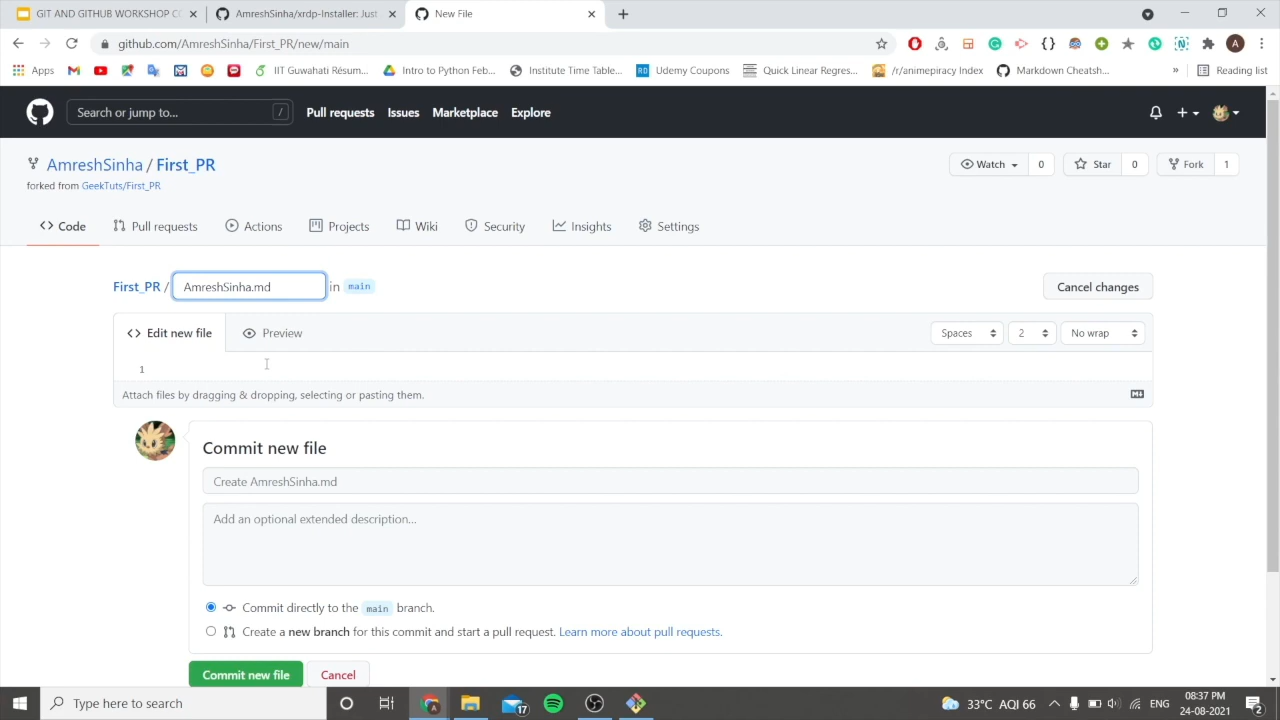 GIT AND GITHUB WORKSHOP CO
AmreshSinha/xrdp-Installer: Just
New File
github.com/AmreshSinha/First_PR/new/main
Apps
IIT Guwahati Résum...
Intro to Python Feb...
Institute Time Table...
Udemy Coupons
Quick Linear Regres...
/r/animepiracy Index
Markdown Cheatsh...
»
Reading list
Search or jump to...
/
Pull requests
Issues
Marketplace
Explore
AmreshSinha / First_PR
Watch 0
Star 0
Fork 1
forked from GeekTuts/First_PR
Code
Pull requests
Actions
Projects
Wiki
Security
Insights
Settings
First_PR / AmreshSinha.md in main
Cancel changes
<> Edit new file
Preview
Spaces
2
No wrap
1
Attach files by dragging & dropping, selecting or pasting them.
Commit new file
Create AmreshSinha.md
Add an optional extended description...
Commit directly to the main branch.
Create a new branch for this commit and start a pull request. Learn more about pull requests.
Commit new file
Cancel
Type here to search
17
33°C AQI 66
ENG
08:37 PM
24-08-2021
2